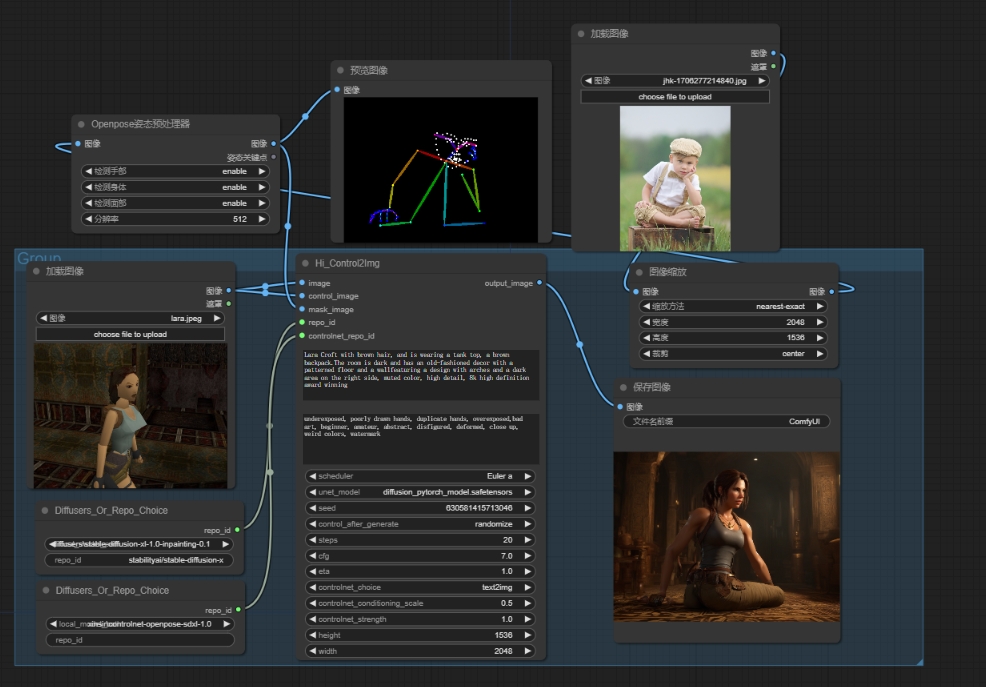 加载图像
图像
遮罩
图像
jhk-1706277214840.jpg
choose file to upload
预览图像
图像
Openpose姿态预处理器
图像
图像
姿态关键点
检测手部
enable
检测身体
enable
检测面部
enable
分辨率
512
Group
加载图像
图像
遮罩
图像
lara.jpeg
choose file to upload
Diffusers_Or_Repo_Choice
repo_id
diffusers\stable-diffusion-xl-1.0-inpainting-0.1
repo_id
stabilityai/stable-diffusion-x
Diffusers_Or_Repo_Choice
repo_id
xinsir\controlnet-openpose-sdxl-1.0
repo_id
Hi_Control2Img
image
output_image
control_image
mask_image
repo_id
controlnet_repo_id
Lara Croft with brown hair, and is wearing a tank top, a brown
backpack.The room is dark and has an old-fashioned decor with a
patterned floor and a wallfeaturing a design with arches and a dark
area on the right side, muted color, high detail, 8k high definition
award winning
underexposed, poorly drawn hands, duplicate hands, overexposed,bad
art, beginner, amateur, abstract, disfigured, deformed, close up,
weird colors, watermark
scheduler
Euler a
unet_model
diffusion_pytorch_model.safetensors
seed
630581415713046
control_after_generate
randomize
steps
20
cfg
7.0
eta
1.0
controlnet_choice
text2img
controlnet_conditioning_scale
0.5
controlnet_strength
1.0
height
1536
width
2048
图像缩放
图像
图像
缩放方法
nearest-exact
宽度
2048
高度
1536
裁剪
center
保存图像
图像
文件名前缀
ComfyUI